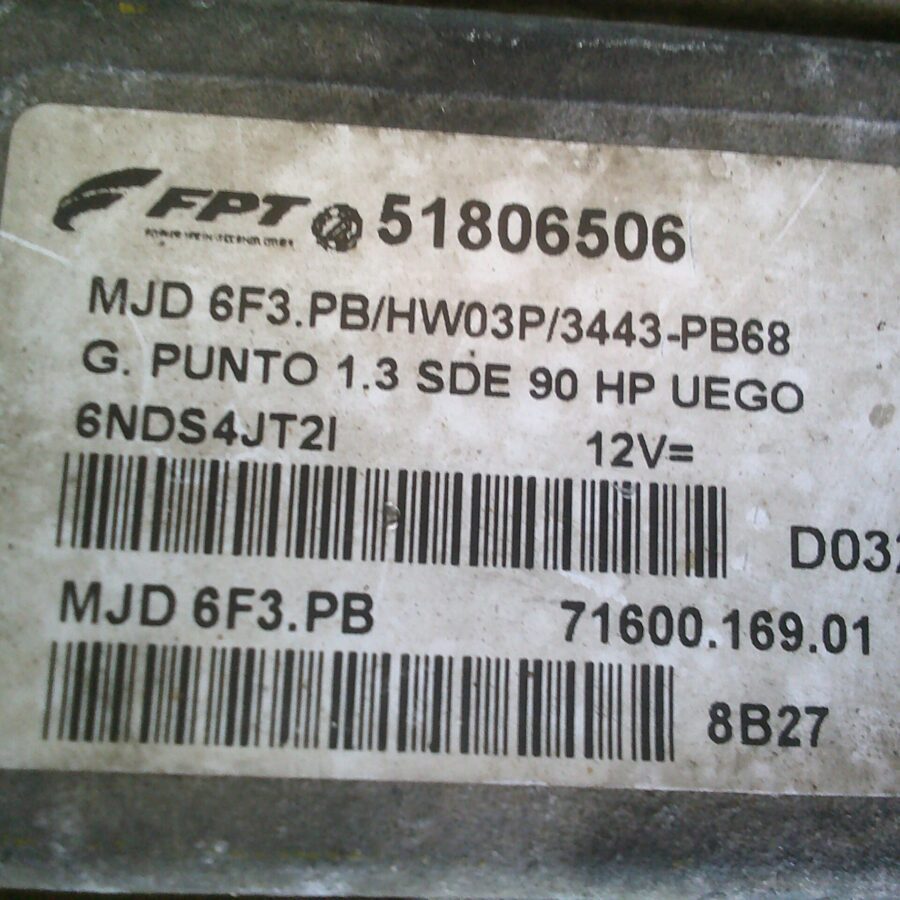 FPT 51806506
MJD 6F3.PB/HW03P/3443-PB68
G. PUNTO 1.3 SDE 90 HP UEGO
6NDS4JT2I 12V=
D03
MJD 6F3.PB 71600.169.01
8B27